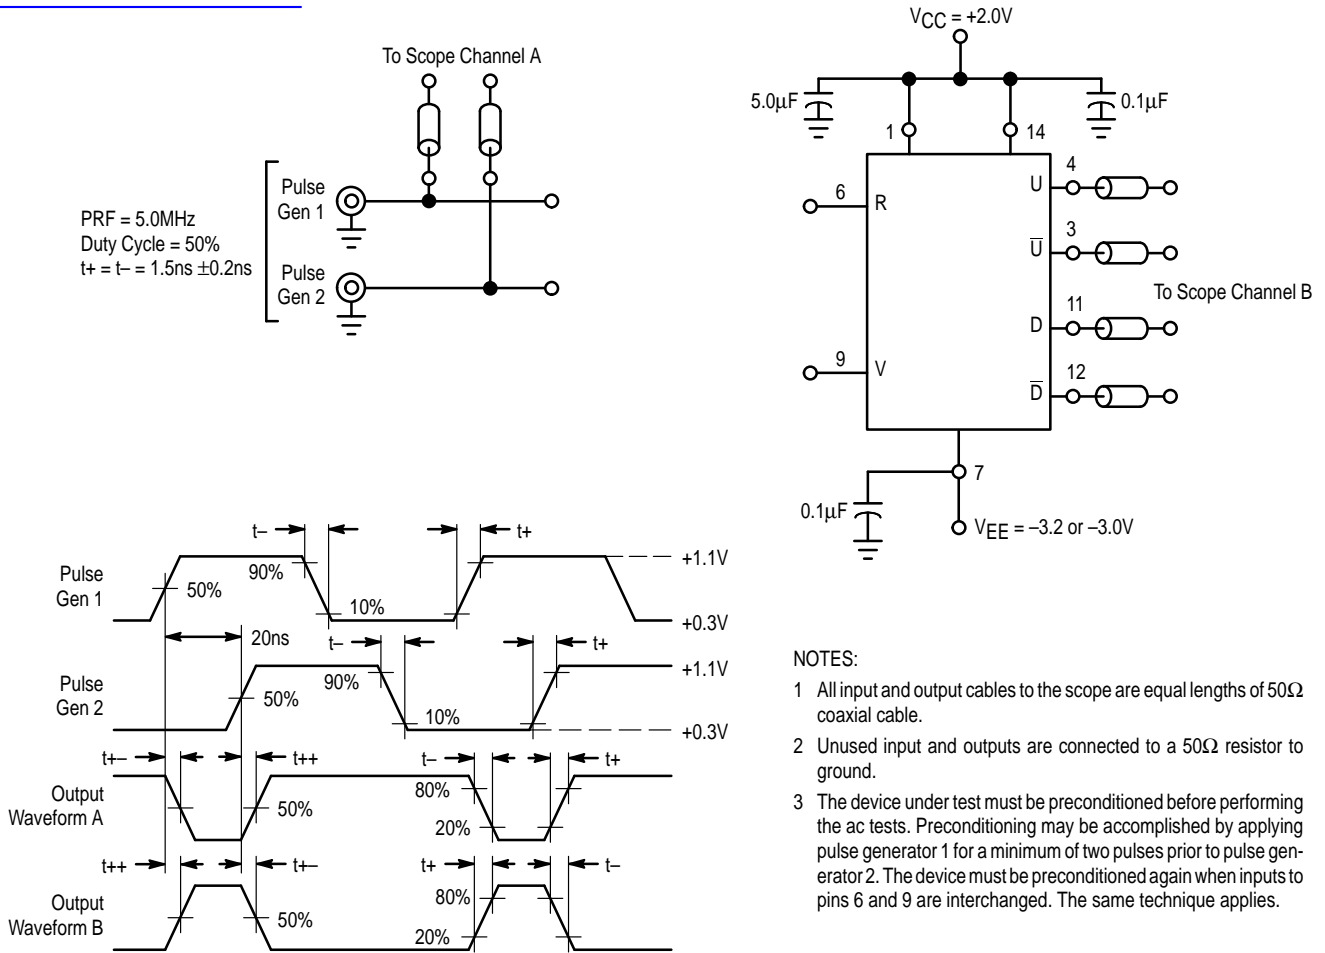 To Scope Channel A
Pulse
Gen 1
PRF = 5.0MHz
Duty Cycle = 50%
t+ = t– = 1.5ns ±0.2ns
Pulse
Gen 2
VCC = +2.0V
5.0µF
0.1µF
1
14
4
U
6
R
3
U̅
To Scope Channel B
11
D
9
V
12
D̅
7
0.1µF
VEE = –3.2 or –3.0V
t–
t+
Pulse
Gen 1
50%
90%
10%
+1.1V
+0.3V
20ns
t–
t+
Pulse
Gen 2
50%
90%
10%
+1.1V
+0.3V
t+–
t++
t–
t+
Output
Waveform A
50%
80%
20%
t++
t+–
t+
t–
Output
Waveform B
50%
80%
20%
NOTES:
1 All input and output cables to the scope are equal lengths of 50Ω
coaxial cable.
2 Unused input and outputs are connected to a 50Ω resistor to
ground.
3 The device under test must be preconditioned before performing
the ac tests. Preconditioning may be accomplished by applying
pulse generator 1 for a minimum of two pulses prior to pulse gen-
erator 2. The device must be preconditioned again when inputs to
pins 6 and 9 are interchanged. The same technique applies.